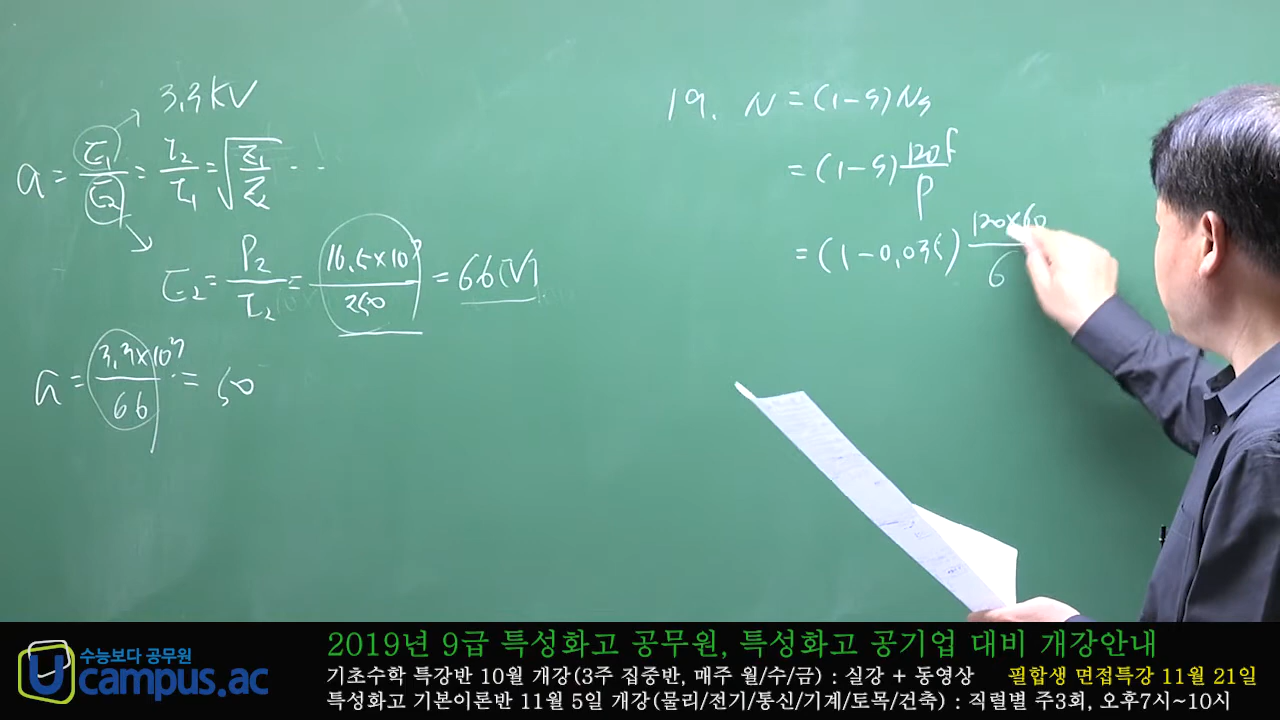 3.3KV
a = E₁/E₂ = I₂/I₁ = √(Z₁/Z₂) ...
E₂ = P₂/I₂ = 16.5×10³/250 = 66[V]
a = 3.3×10³/66 = 50
19. N = (1-s)Ns
= (1-s) 120f/P
= (1-0.035) 120×60/6
2019년 9급 특성화고 공무원, 특성화고 공기업 대비 개강안내
수능보다 공무원
Ucampus.ac
기초수학 특강반 10월 개강(3주 집중반, 매주 월/수/금) : 실강 + 동영상 필합생 면접특강 11월 21일
특성화고 기본이론반 11월 5일 개강(물리/전기/통신/기계/토목/건축) : 직렬별 주3회, 오후7시~10시